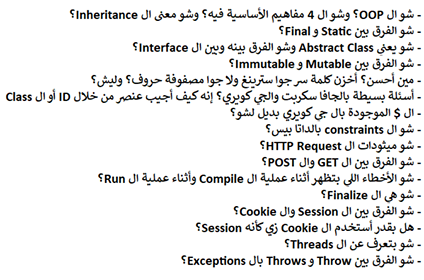 - شو ال OOP؟ وشو ال 4 مفاهيم الأساسية فيه؟ وشو معنى ال Inheritance؟
- شو الفرق بين Static و Final؟
- شو يعني Abstract Class وشو الفرق بينه وبين ال Interface؟
- شو الفرق بين Mutable و Immutable؟
- مين أحسن؟ أخزن كلمة سر جوا سترينغ ولا جوا مصفوفة حروف؟ وليش؟
- أسئلة بسيطة بالجافا سكربت والجي كويري؟ إنه كيف أجيب عنصر من خلال ID أو ال Class
- ال $ الموجودة بال جي كويري بديل لشو؟
- شو ال constraints بالداتا بيس؟
- شو ميثودات ال HTTP Request؟
- شو الفرق بين ال GET وال POST؟
- شو الأخطاء اللي بتظهر أثناء عملية ال Compile وأثناء عملية ال Run؟
- شو هي ال Finalize؟
- شو الفرق بين ال Session وال Cookie؟
- هل بقدر أستخدم ال Cookie زي كأنه Session؟
- شو بتعرف عن ال Threads؟
- شو الفرق بين Throw و Throws بال Exceptions؟